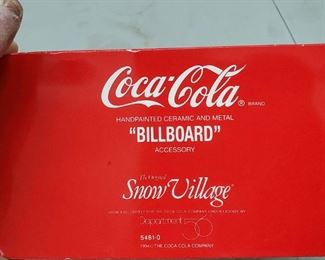 Coca-Cola ® BRAND
HANDPAINTED CERAMIC AND METAL
"BILLBOARD"
ACCESSORY
The Original
Snow Village
Department 56
5481-0
THE COCA-COLA COMPANY